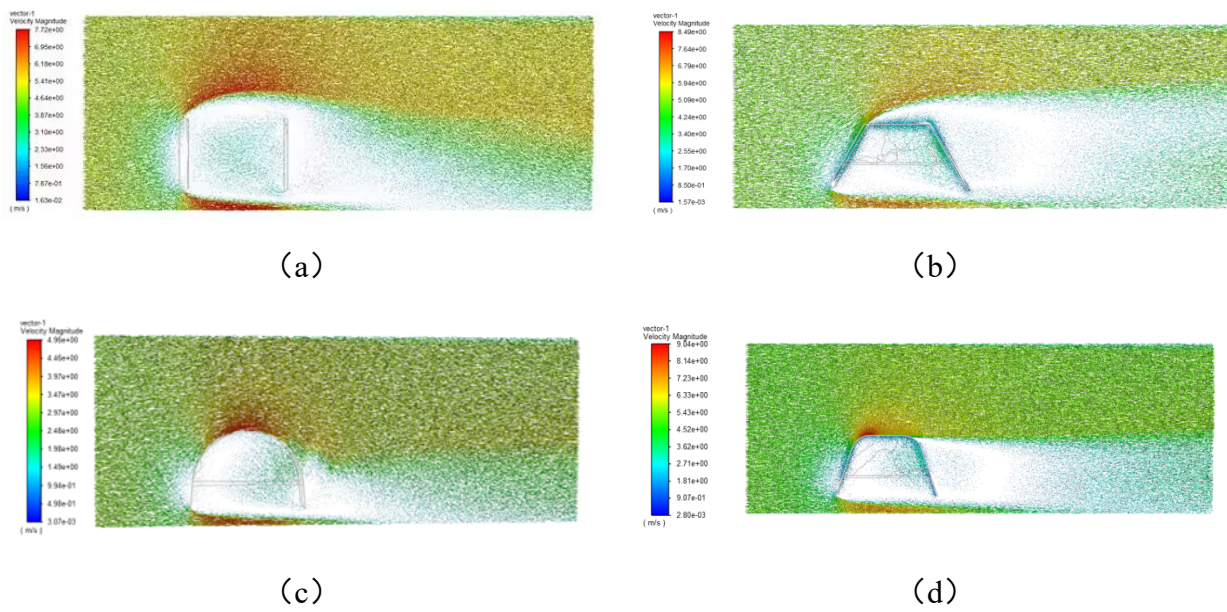 vector-1
Velocity Magnitude
7.72e+00
6.95e+00
6.18e+00
5.41e+00
4.64e+00
3.87e+00
3.10e+00
2.33e+00
1.56e+00
7.87e-01
1.63e-02
( m/s )
(a)
vector-1
Velocity Magnitude
8.49e+00
7.64e+00
6.79e+00
5.94e+00
5.09e+00
4.24e+00
3.40e+00
2.55e+00
1.70e+00
8.50e-01
1.57e-03
( m/s )
(b)
vector-1
Velocity Magnitude
4.96e+00
4.46e+00
3.97e+00
3.47e+00
2.97e+00
2.48e+00
1.98e+00
1.49e+00
9.94e-01
4.98e-01
3.07e-03
( m/s )
(c)
vector-1
Velocity Magnitude
9.04e+00
8.14e+00
7.23e+00
6.33e+00
5.43e+00
4.52e+00
3.62e+00
2.71e+00
1.81e+00
9.07e-01
2.80e-03
( m/s )
(d)